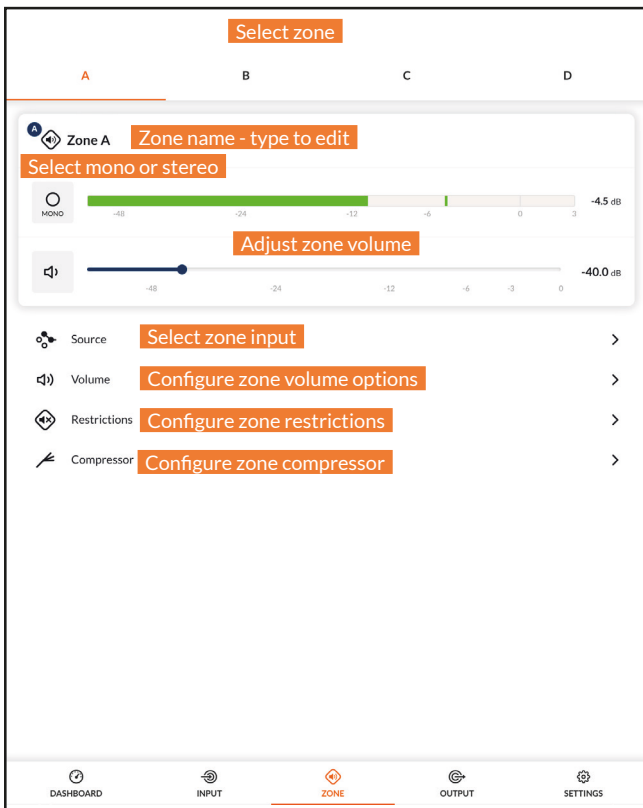 Select zone
A B C D
A
Zone A Zone name - type to edit
Select mono or stereo
MONO -48 -24 -12 -6 0 3 -4.5 dB
Adjust zone volume
-48 -24 -12 -6 -3 0 -40.0 dB
Source Select zone input
Volume Configure zone volume options
Restrictions Configure zone restrictions
Compressor Configure zone compressor
DASHBOARD INPUT ZONE OUTPUT SETTINGS